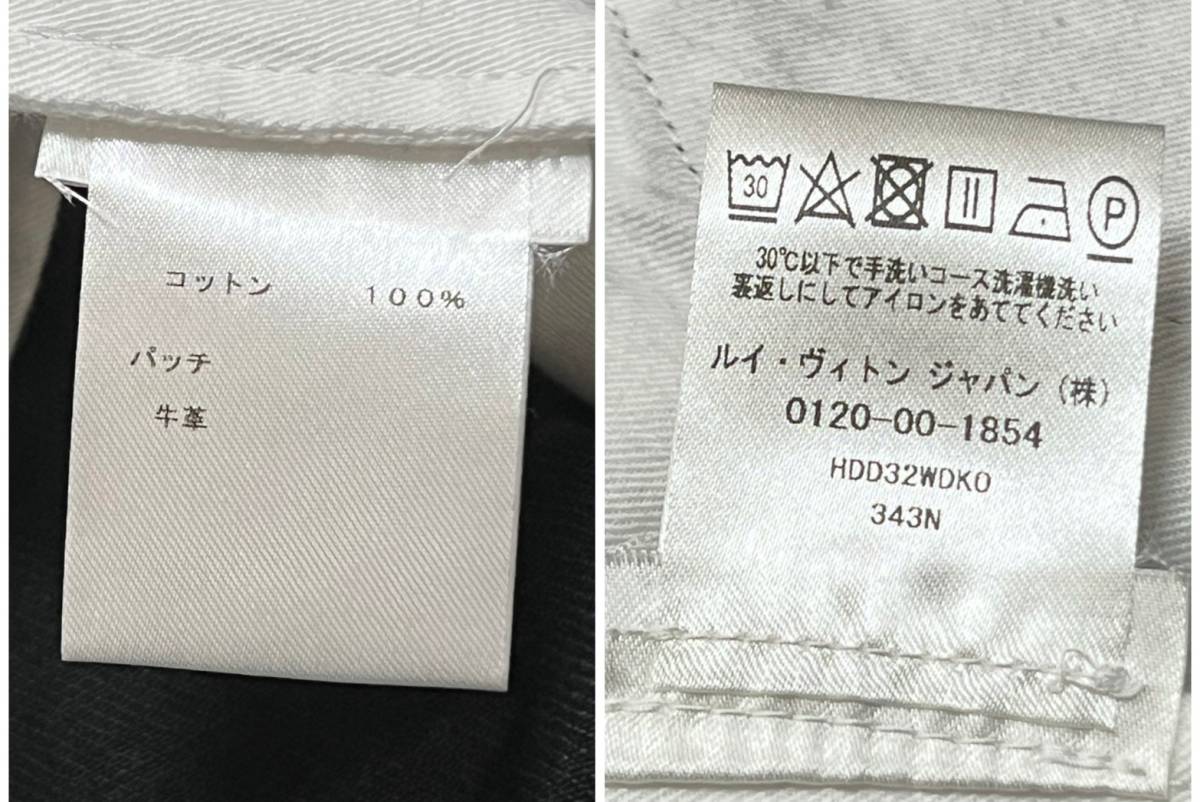 コットン 100%
パッチ
牛革
30
P
30℃以下で手洗いコース洗濯機洗い
裏返しにしてアイロンをあててください
ルイ・ヴィトン ジャパン(株)
0120-00-1854
HDD32WDKO
343N